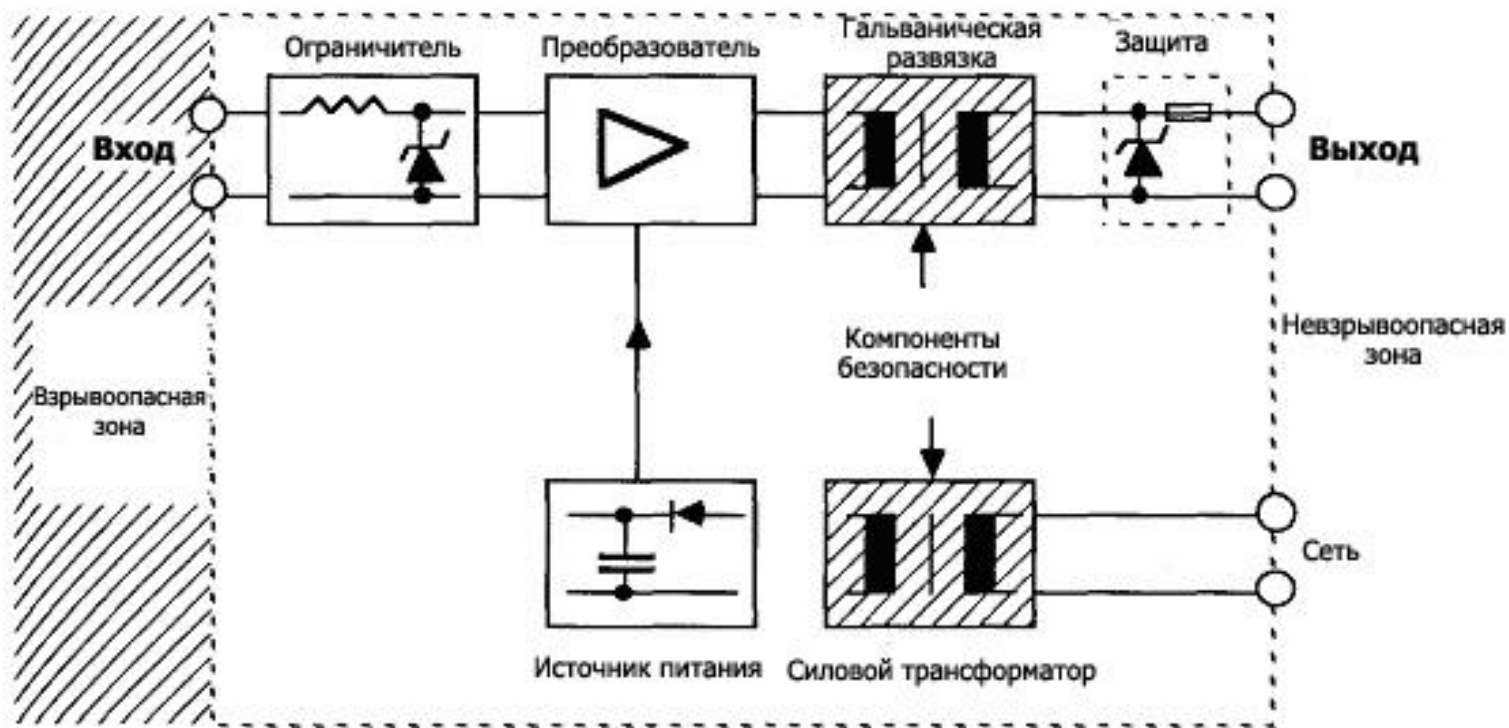 Ограничитель
Преобразователь
Гальваническая
развязка
Защита
Вход
Выход
Компоненты
безопасности
Невзрывоопасная
зона
Взрывоопасная
зона
Сеть
Источник питания
Силовой трансформатор